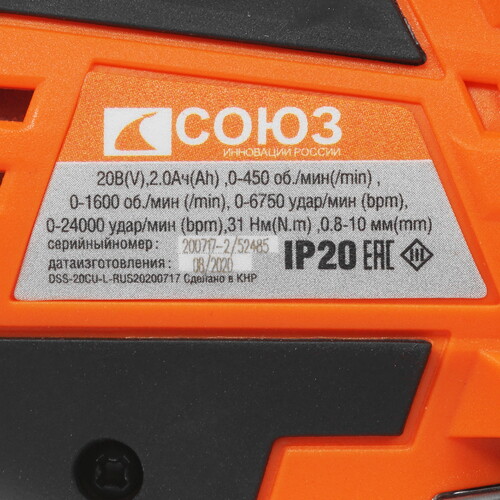 СОЮЗ
ИННОВАЦИИ РОССИИ
20В(V),2.0Ач(Ah) ,0-450 об./мин(/min) ,
0-1600 об./мин (/min), 0-6750 удар/мин (bpm),
0-24000 удар/мин (bpm),31 Нм(N.m) ,0.8-10 мм(mm)
серийныйномер: 200717-2/52485
датаизготовления : 08/2020
IP20 EAC III
DSS-20CU-L-RUS20200717 Сделано в КНР